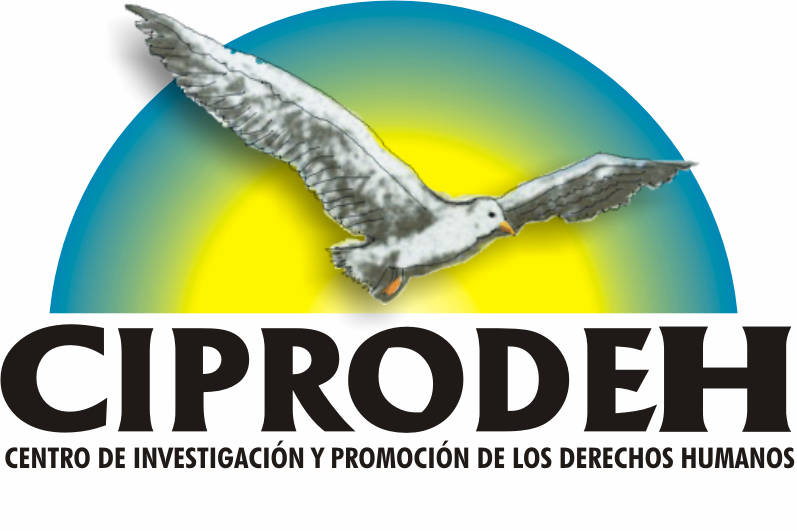 CIPRODEH
CENTRO DE INVESTIGACIÓN Y PROMOCIÓN DE LOS DERECHOS HUMANOS